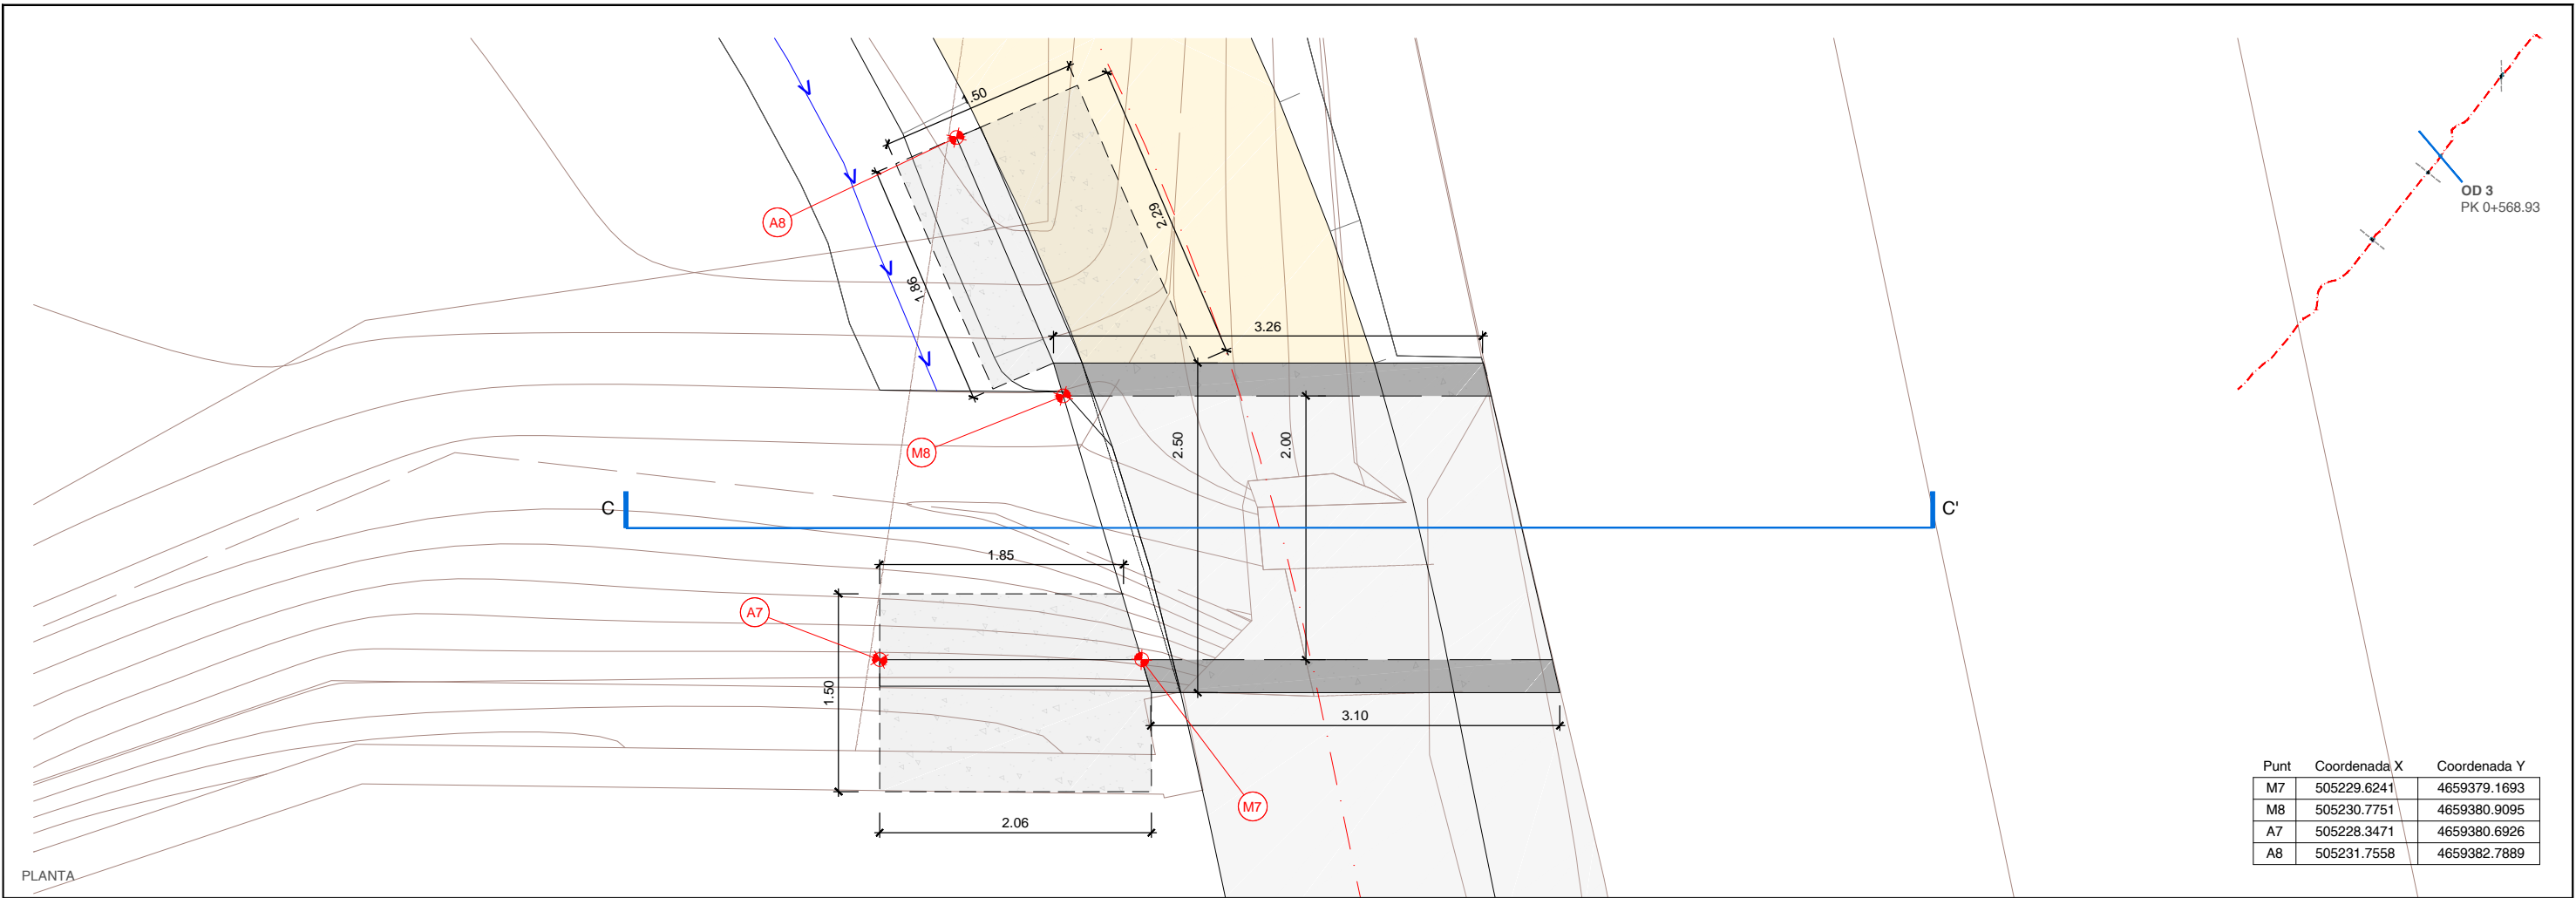 1.50
A8
2.29
OD 3
PK 0+568.93
1.86
3.26
M8
2.50
2.00
C
C'
1.85
A7
1.50
3.10
M7
2.06
Punt Coordenada X Coordenada Y
M7 505229.6241 4659379.1693
M8 505230.7751 4659380.9095
A7 505228.3471 4659380.6926
A8 505231.7558 4659382.7889
PLANTA